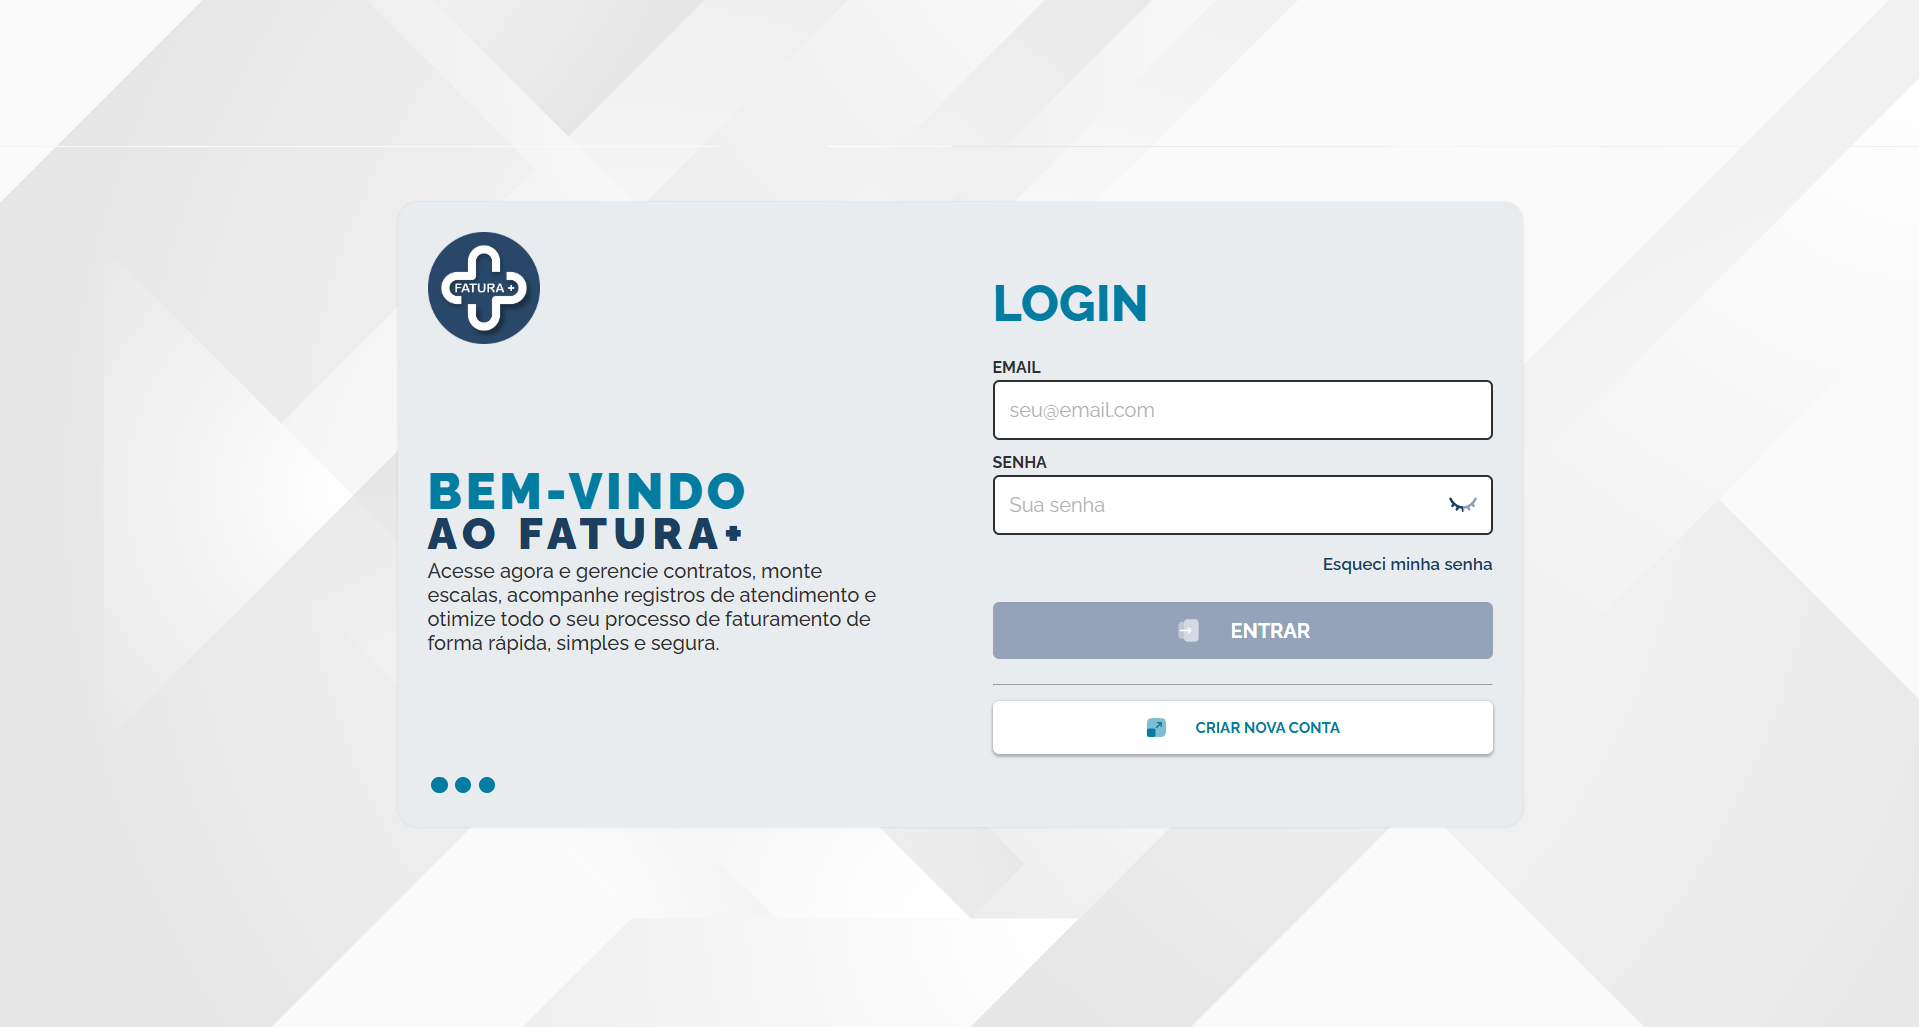 FATURA +
BEM-VINDO
AO FATURA+
Acesse agora e gerencie contratos, monte
escalas, acompanhe registros de atendimento e
otimize todo o seu processo de faturamento de
forma rápida, simples e segura.
LOGIN
EMAIL
seu@email.com
SENHA
Sua senha
Esqueci minha senha
ENTRAR
CRIAR NOVA CONTA